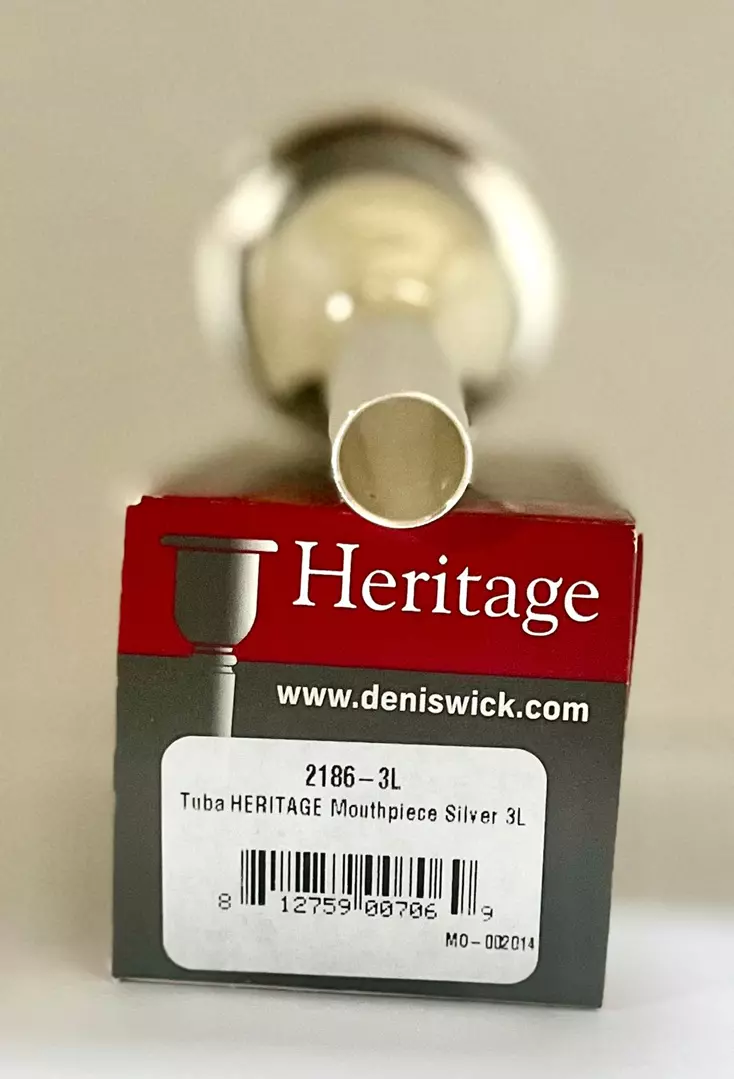 Heritage
www.deniswick.com
2186-3L
Tuba HERITAGE Mouthpiece Silver 3L
8 12759 00706 9
MO-002014